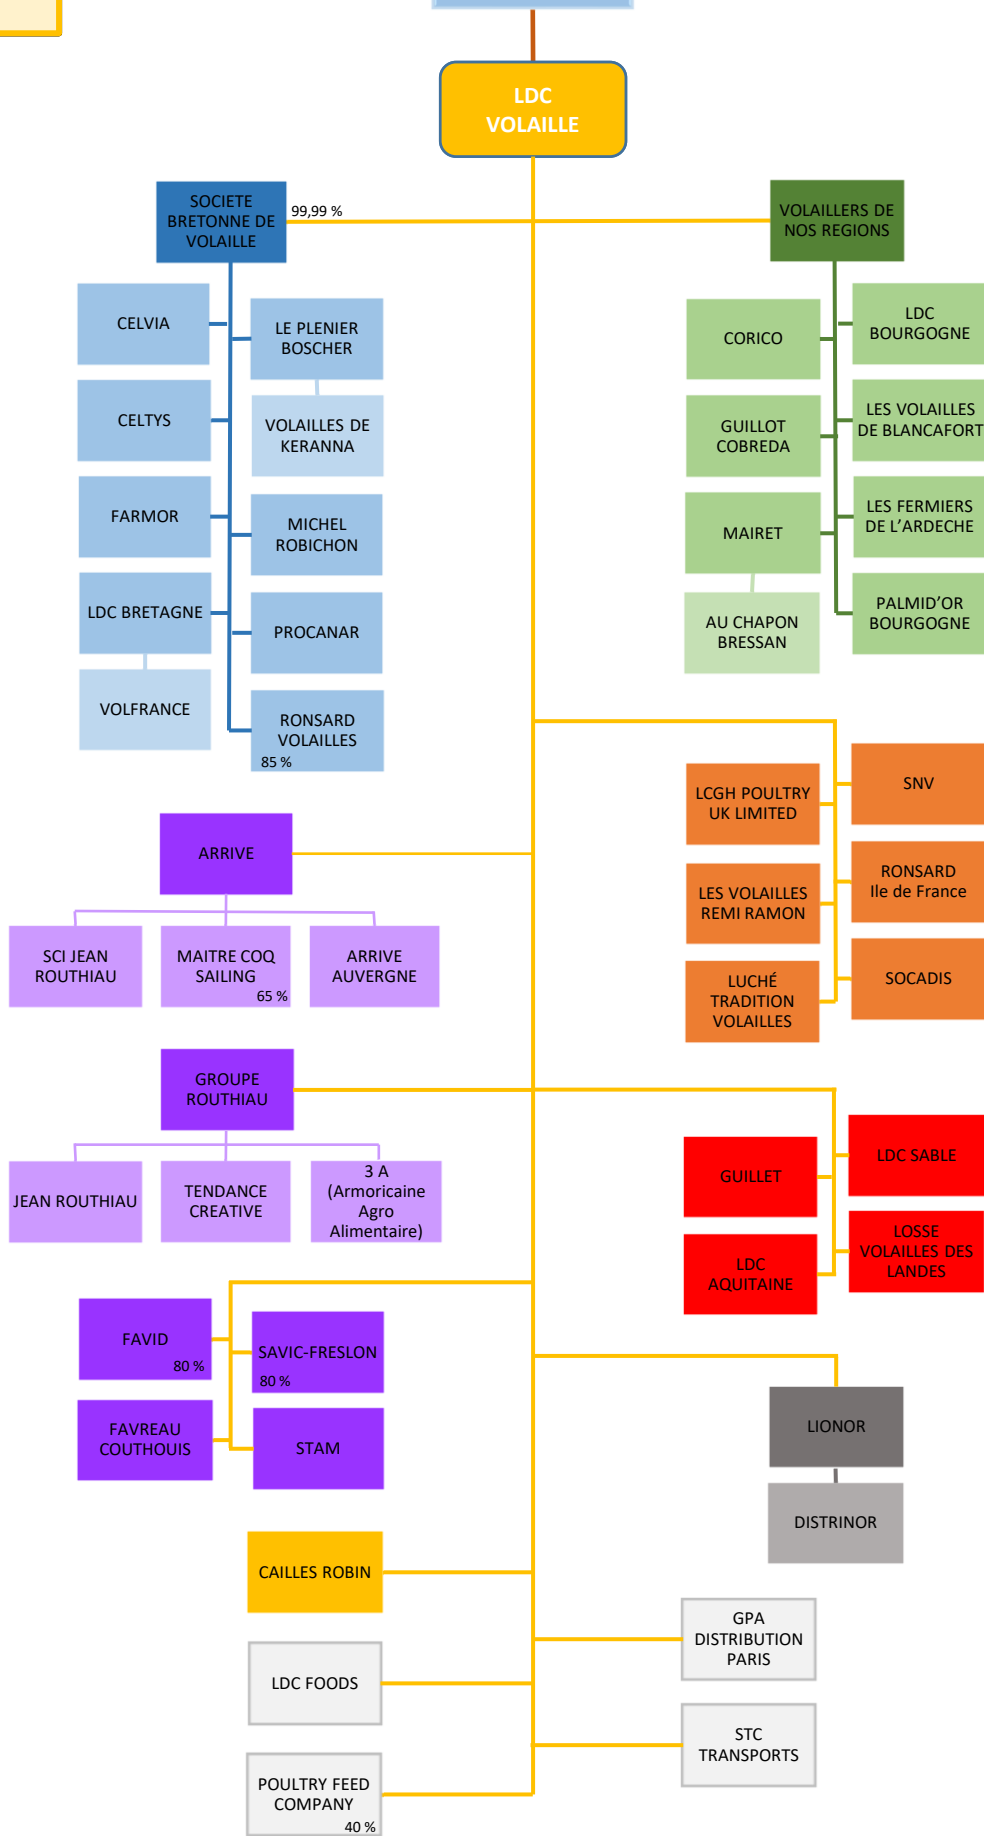 LDC
VOLAILLE
SOCIETE
BRETONNE DE
VOLAILLE
99,99 %
VOLAILLERS DE
NOS REGIONS
CELVIA
LE PLENIER
BOSCHER
CELTYS
VOLAILLES DE
KERANNA
FARMOR
MICHEL
ROBICHON
LDC BRETAGNE
PROCANAR
VOLFRANCE
RONSARD
VOLAILLES
85 %
CORICO
LDC
BOURGOGNE
GUILLOT
COBREDA
LES VOLAILLES
DE BLANCAFORT
MAIRET
LES FERMIERS
DE L’ARDECHE
AU CHAPON
BRESSAN
PALMID’OR
BOURGOGNE
LCGH POULTRY
UK LIMITED
SNV
LES VOLAILLES
REMI RAMON
RONSARD
Ile de France
LUCHÉ
TRADITION
VOLAILLES
SOCADIS
ARRIVE
SCI JEAN
ROUTHIAU
MAITRE COQ
SAILING
65 %
ARRIVE
AUVERGNE
GROUPE
ROUTHIAU
JEAN ROUTHIAU
TENDANCE
CREATIVE
3 A
(Armoricaine
Agro
Alimentaire)
GUILLET
LDC SABLE
LDC
AQUITAINE
LOSSE
VOLAILLES DES
LANDES
FAVID
80 %
SAVIC-FRESLON
80 %
FAVREAU
COUTHOUIS
STAM
LIONOR
DISTRINOR
CAILLES ROBIN
GPA
DISTRIBUTION
PARIS
LDC FOODS
STC
TRANSPORTS
POULTRY FEED
COMPANY
40 %